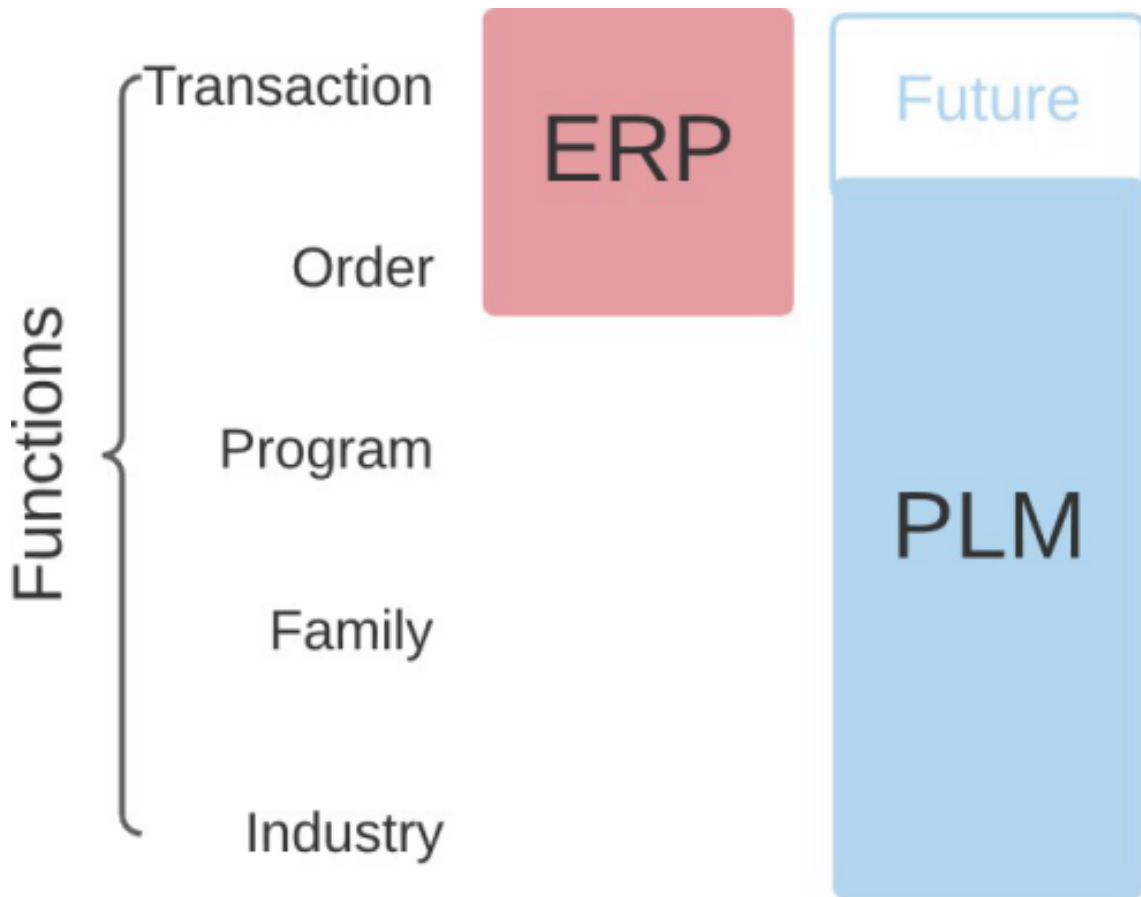 Functions
Transaction
Order
Program
Family
Industry
ERP
Future
PLM